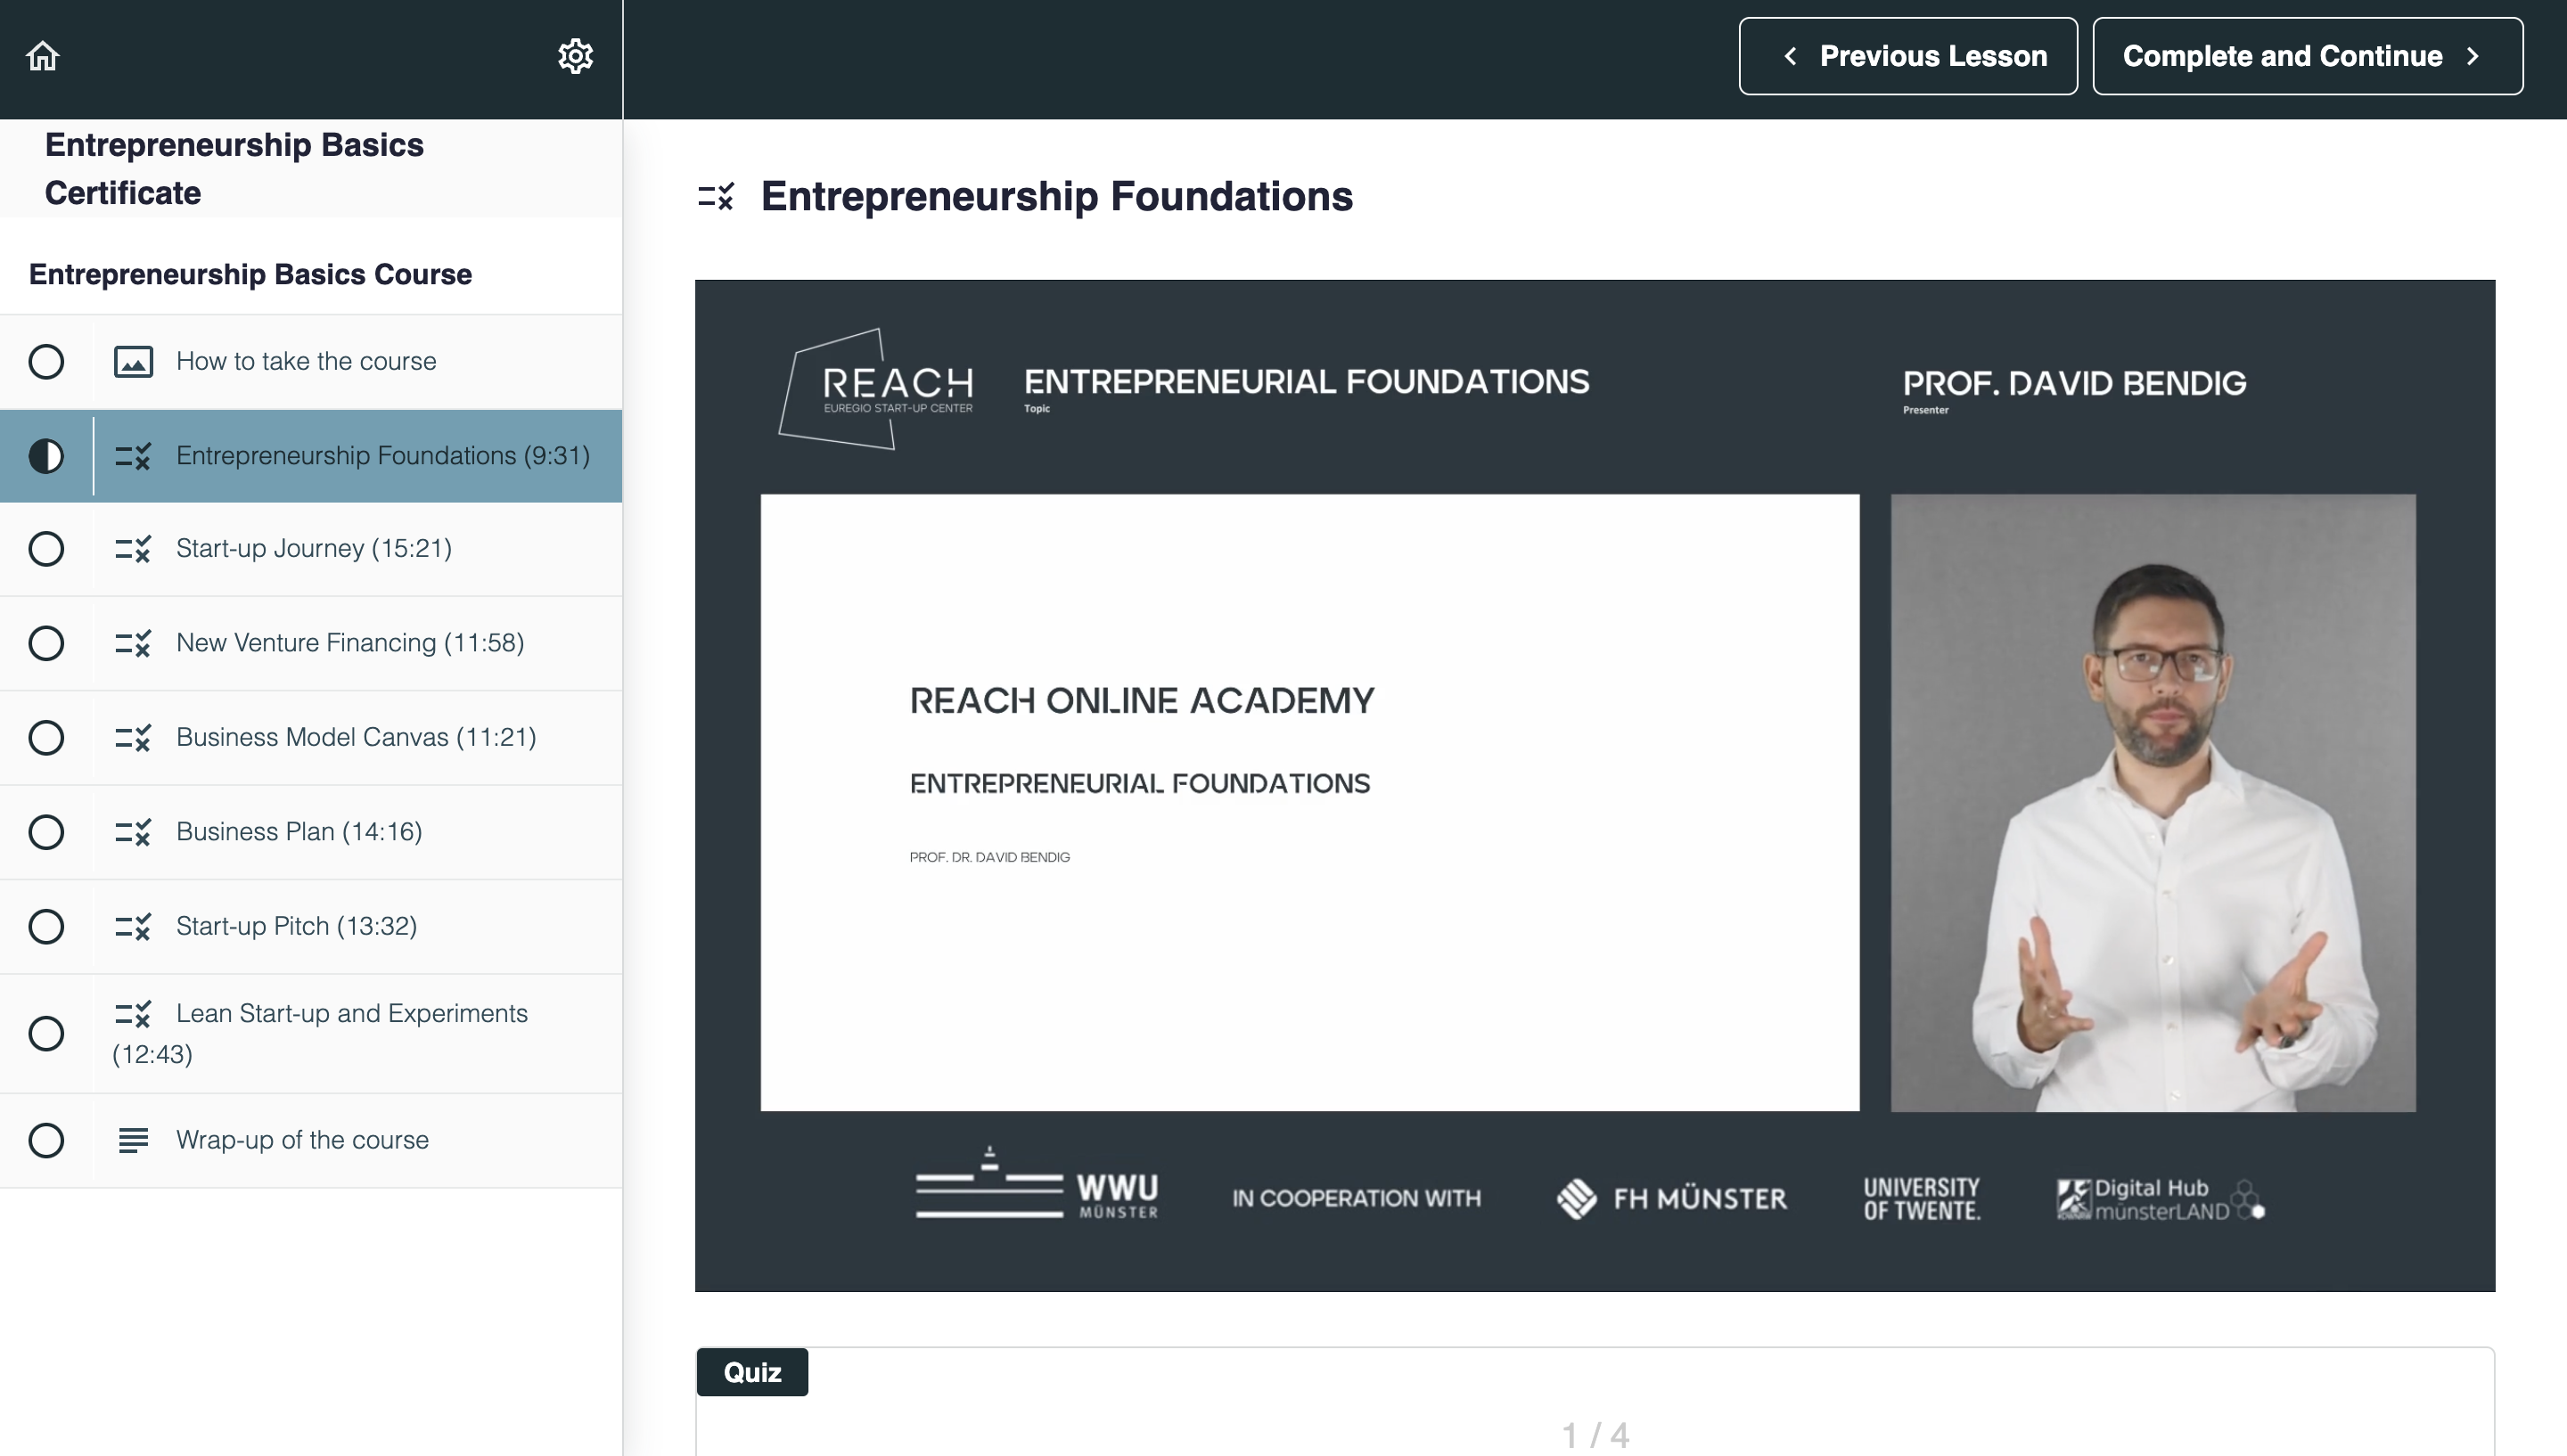 Previous Lesson
Complete and Continue
Entrepreneurship Basics
Certificate
Entrepreneurship Basics Course
How to take the course
Entrepreneurship Foundations (9:31)
Start-up Journey (15:21)
New Venture Financing (11:58)
Business Model Canvas (11:21)
Business Plan (14:16)
Start-up Pitch (13:32)
Lean Start-up and Experiments
(12:43)
Wrap-up of the course
Entrepreneurship Foundations
REACH
EUREGIO START-UP CENTER
ENTREPRENEURIAL FOUNDATIONS
Topic
PROF. DAVID BENDIG
Presenter
REACH ONLINE ACADEMY
ENTREPRENEURIAL FOUNDATIONS
PROF. DR. DAVID BENDIG
WWU
MÜNSTER
IN COOPERATION WITH
FH MÜNSTER
UNIVERSITY
OF TWENTE.
Digital Hub
münsterLAND
Quiz
1 / 4